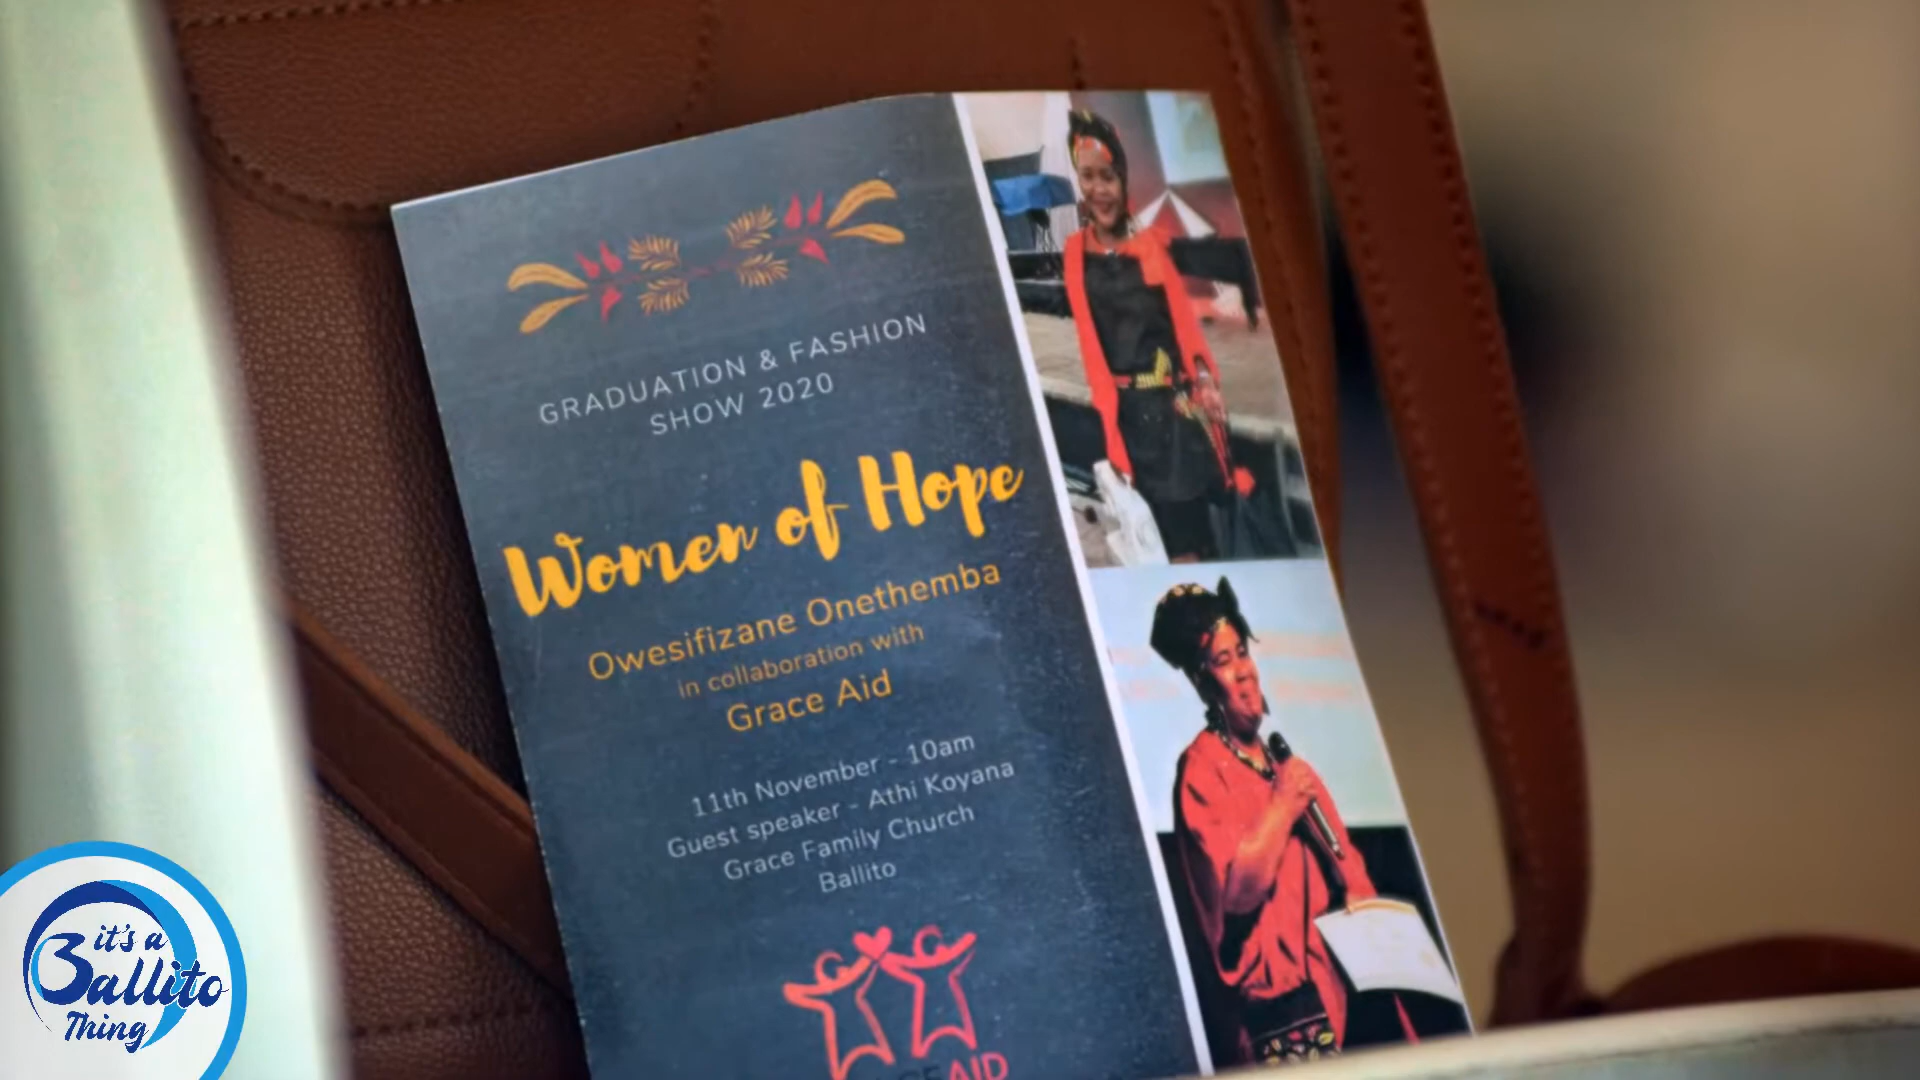 GRADUATION & FASHION
SHOW 2020
Women of Hope
Owesifizane Onethemba
in collaboration with
Grace Aid
11th November - 10am
Guest speaker - Athi Koyana
Grace Family Church
Ballito
AID
it's a
Ballito
Thing